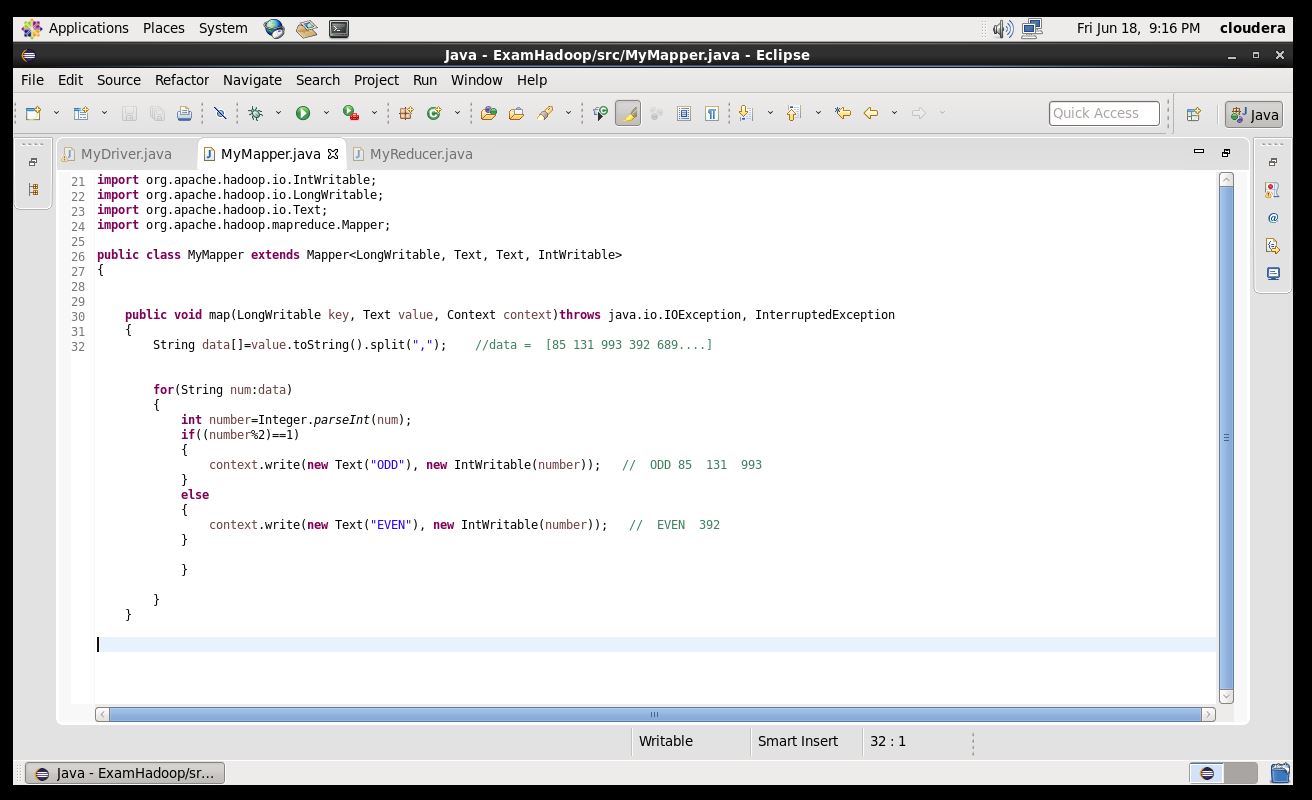 Applications Places System Fri Jun 18, 9:16 PM cloudera
Java - ExamHadoop/src/MyMapper.java - Eclipse
File Edit Source Refactor Navigate Search Project Run Window Help
Quick Access Java
MyDriver.java MyMapper.java MyReducer.java
21 import org.apache.hadoop.io.IntWritable;
22 import org.apache.hadoop.io.LongWritable;
23 import org.apache.hadoop.io.Text;
24 import org.apache.hadoop.mapreduce.Mapper;
25
26 public class MyMapper extends Mapper<LongWritable, Text, Text, IntWritable>
27 {
28
29
30 public void map(LongWritable key, Text value, Context context)throws java.io.IOException, InterruptedException
31 {
32 String data[]=value.toString().split(","); //data = [85 131 993 392 689....]
for(String num:data)
{
int number=Integer.parseInt(num);
if((number%2)==1)
{
context.write(new Text("ODD"), new IntWritable(number)); // ODD 85 131 993
}
else
{
context.write(new Text("EVEN"), new IntWritable(number)); // EVEN 392
}
}
}
}
Writable Smart Insert 32 : 1
Java - ExamHadoop/sr...